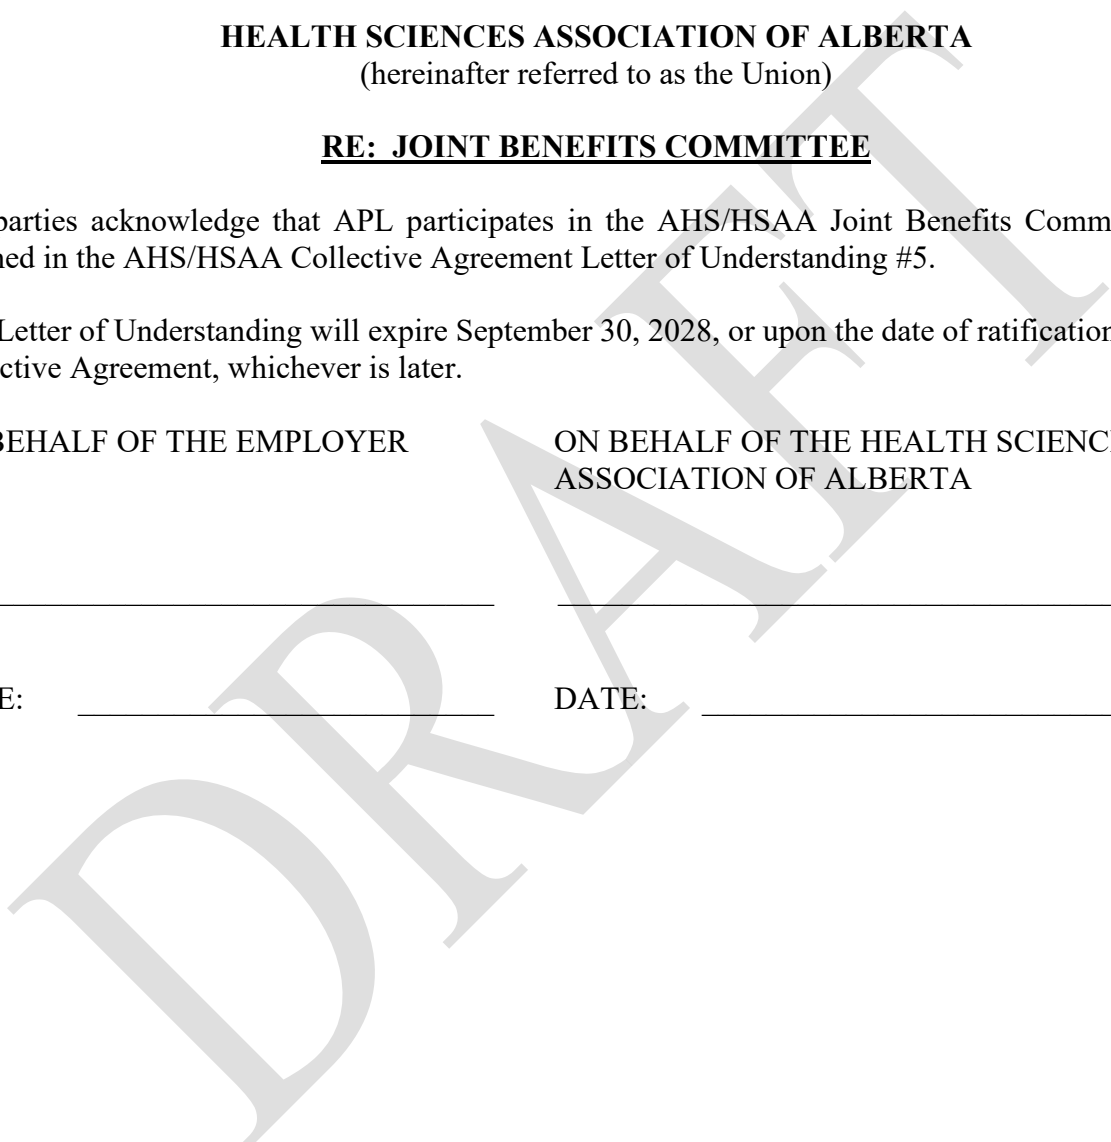 HEALTH SCIENCES ASSOCIATION OF ALBERTA
(hereinafter referred to as the Union)
RE: JOINT BENEFITS COMMITTEE
parties acknowledge that APL participates in the AHS/HSAA Joint Benefits Comm
ned in the AHS/HSAA Collective Agreement Letter of Understanding #5.
Letter of Understanding will expire September 30, 2028, or upon the date of ratification
ctive Agreement, whichever is later.
BEHALF OF THE EMPLOYER
ON BEHALF OF THE HEALTH SCIENC
ASSOCIATION OF ALBERTA
E:
DATE:
DRAFT